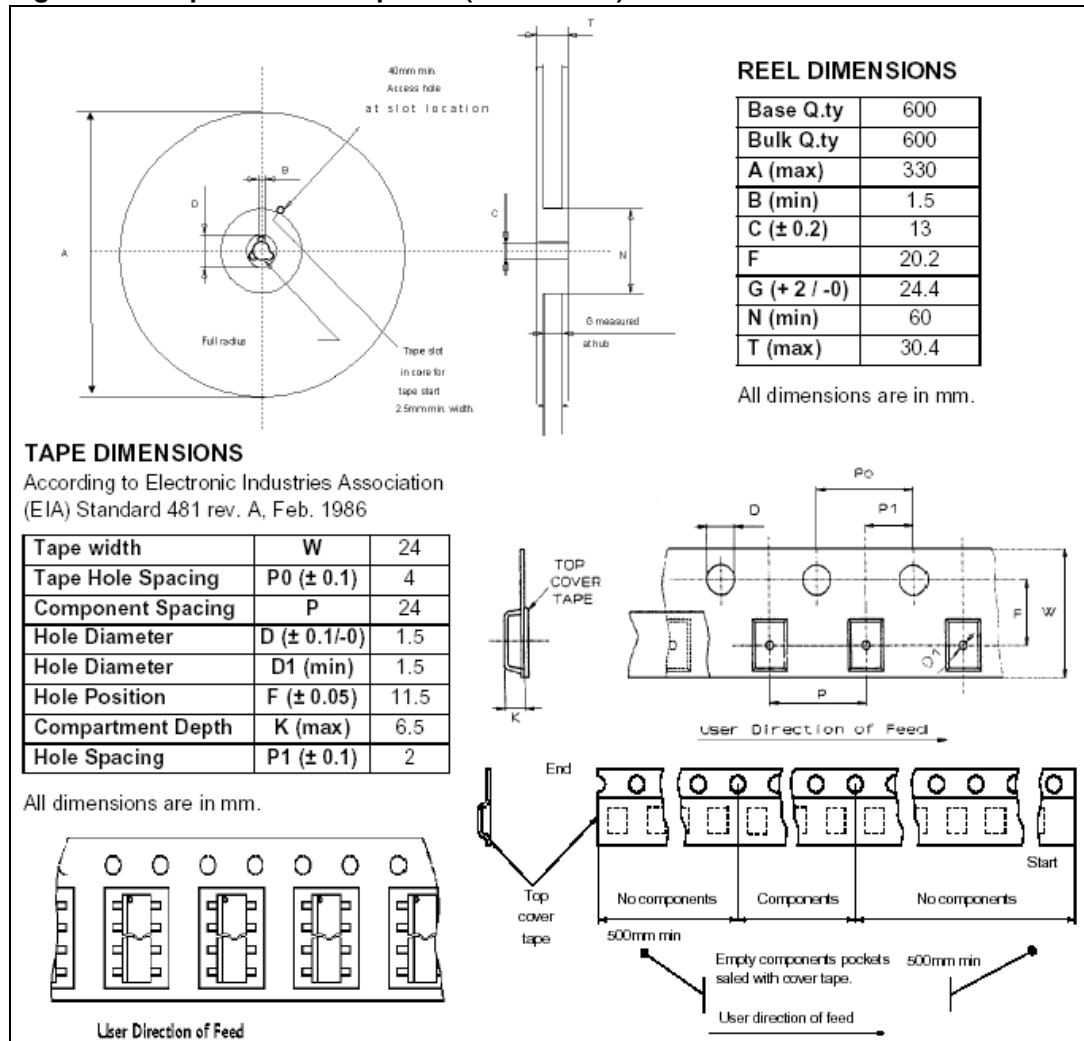 40mm min.
Access hole
at slot location
T
B
D
C
A
N
G measured
at hub
Full radius
Tape slot
in core for
tape start
2.5mm min. width.
REEL DIMENSIONS
Base Q.ty 600
Bulk Q.ty 600
A (max) 330
B (min) 1.5
C (± 0.2) 13
F 20.2
G (+ 2 / -0) 24.4
N (min) 60
T (max) 30.4
All dimensions are in mm.
TAPE DIMENSIONS
According to Electronic Industries Association
(EIA) Standard 481 rev. A, Feb. 1986
Tape width W 24
Tape Hole Spacing P0 (± 0.1) 4
Component Spacing P 24
Hole Diameter D (± 0.1/-0) 1.5
Hole Diameter D1 (min) 1.5
Hole Position F (± 0.05) 11.5
Compartment Depth K (max) 6.5
Hole Spacing P1 (± 0.1) 2
All dimensions are in mm.
P0
D
P1
TOP
COVER
TAPE
F
W
D1
K
P
User Direction of Feed
End
Start
Top
cover
tape
No components
Components
No components
500mm min
Empty components pockets
saled with cover tape.
500mm min
User direction of feed
User Direction of Feed